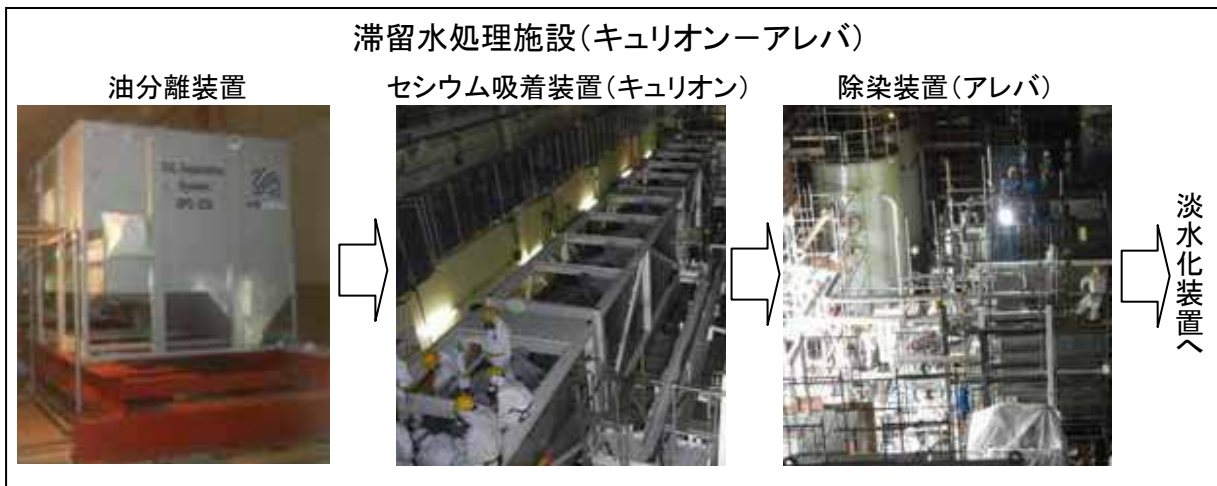 滞留水処理施設(キュリオンーアレバ)
油分離装置
セシウム吸着装置(キュリオン)
除染装置(アレバ)
淡水化装置へ
System